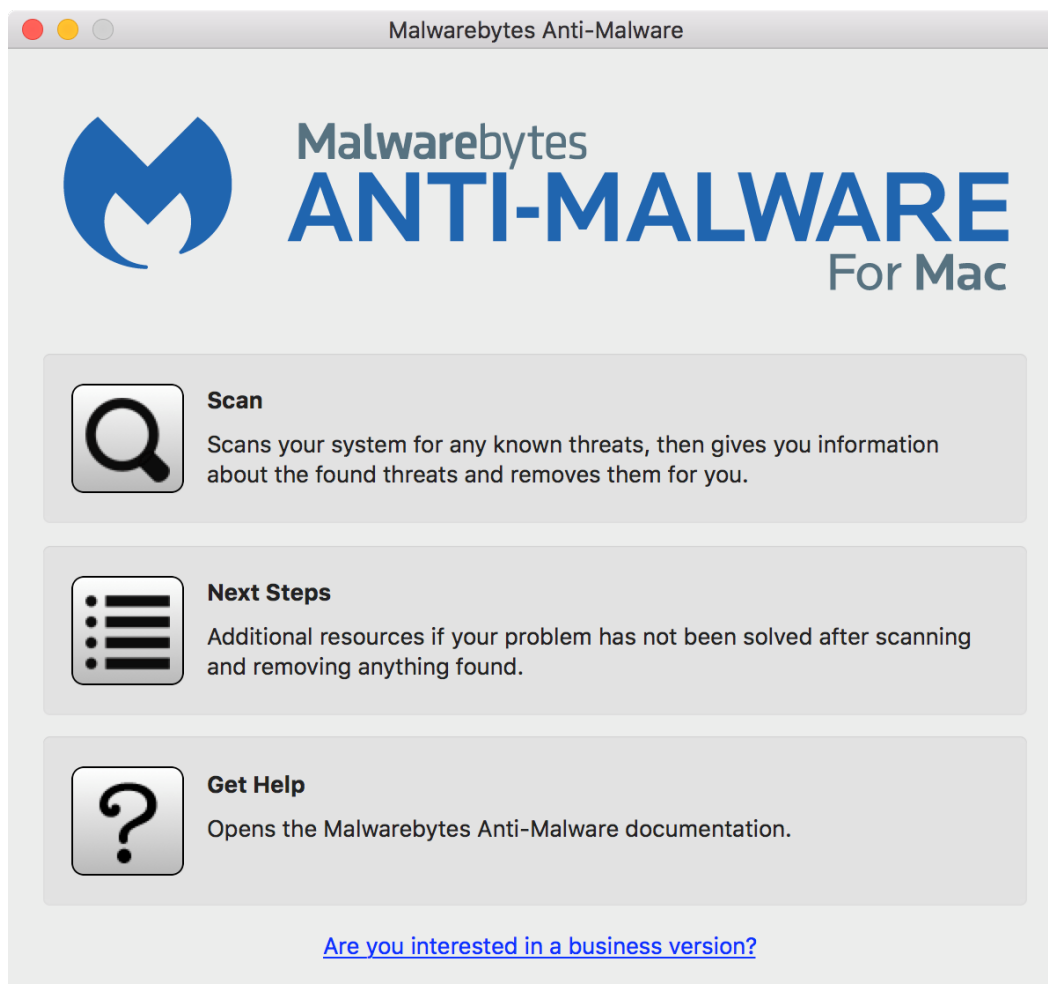 Malwarebytes Anti-Malware
Malwarebytes
ANTI-MALWARE
For Mac
Scan
Scans your system for any known threats, then gives you information
about the found threats and removes them for you.
Next Steps
Additional resources if your problem has not been solved after scanning
and removing anything found.
Get Help
Opens the Malwarebytes Anti-Malware documentation.
Are you interested in a business version?